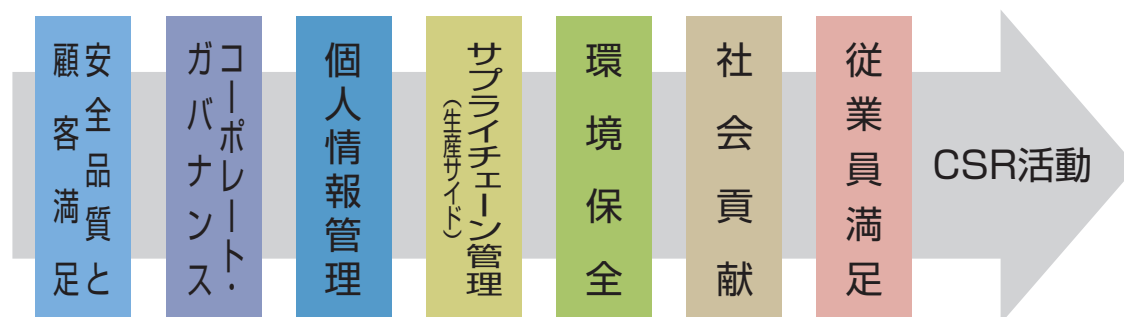 安全品質と
顧客満足
コーポレート・
ガバナンス
個人情報管理
サプライチェーン管理
（生産サイド）
環境保全
社会貢献
従業員満足
CSR活動